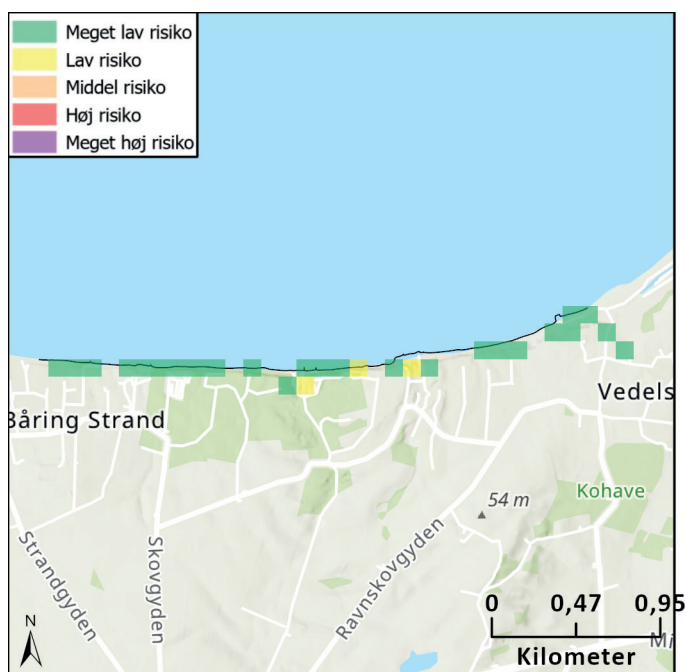 Meget lav risiko
Lav risiko
Middel risiko
Høj risiko
Meget høj risiko
Båring Strand
Vedels
Kohave
54 m
Strandgyden
Skovgyden
Ravnskovgyden
N
0 0,47 0,95
Kilometer
Mi